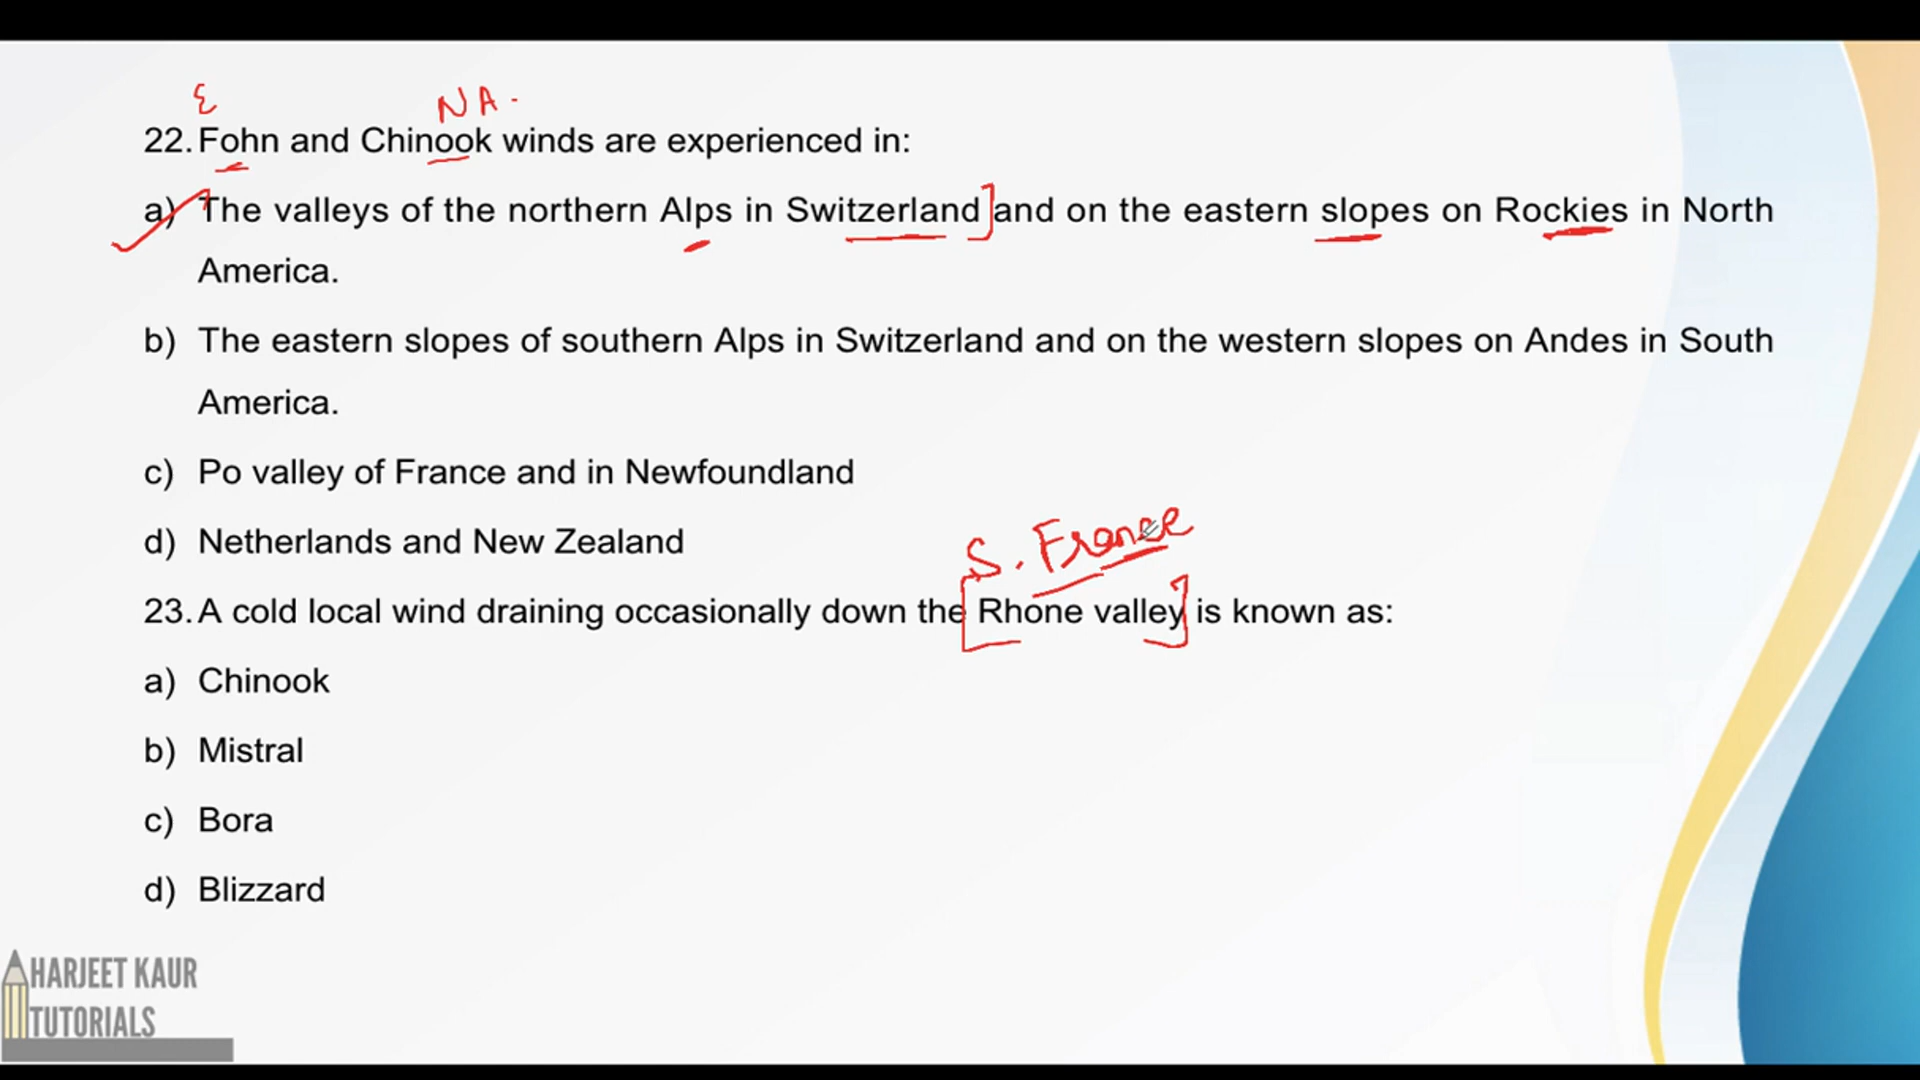 E NA.
22. Fohn and Chinook winds are experienced in:
a) The valleys of the northern Alps in Switzerland and on the eastern slopes on Rockies in North
America.
b) The eastern slopes of southern Alps in Switzerland and on the western slopes on Andes in South
America.
c) Po valley of France and in Newfoundland
d) Netherlands and New Zealand
S. France
23. A cold local wind draining occasionally down the Rhone valley is known as:
a) Chinook
b) Mistral
c) Bora
d) Blizzard
HARJEET KAUR
TUTORIALS